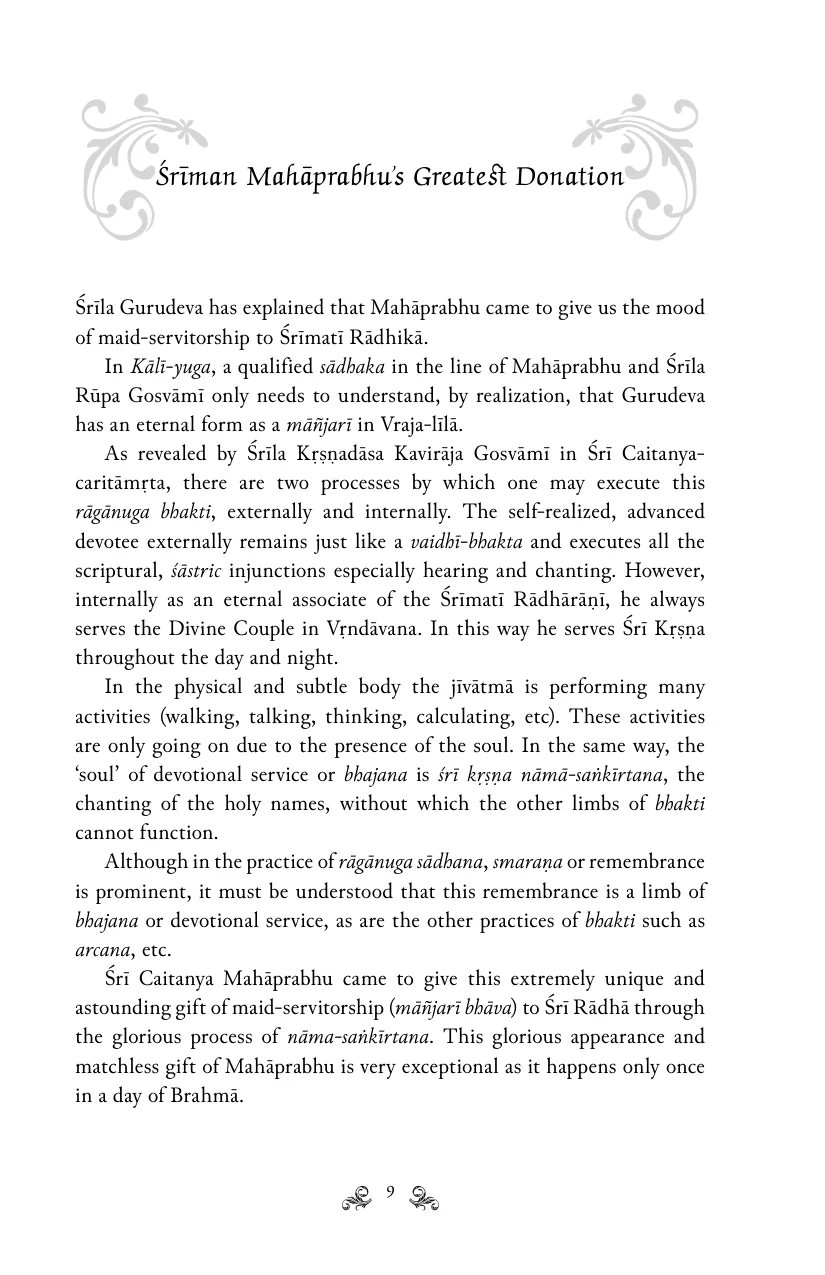 Śrīman Mahāprabhu's Greatest Donation
Śrīla Gurudeva has explained that Mahāprabhu came to give us the mood
of maid-servitorship to Śrīmatī Rādhikā.
In Kālī-yuga, a qualified sādhaka in the line of Mahāprabhu and Śrīla
Rūpa Gosvāmī only needs to understand, by realization, that Gurudeva
has an eternal form as a māñjarī in Vraja-līlā.
As revealed by Śrīla Kṛṣṇadāsa Kavirāja Gosvāmī in Śrī Caitanya-
caritāmṛta, there are two processes by which one may execute this
rāgānuga bhakti, externally and internally. The self-realized, advanced
devotee externally remains just like a vaidhī-bhakta and executes all the
scriptural, śāstric injunctions especially hearing and chanting. However,
internally as an eternal associate of the Śrīmatī Rādhārāṇī, he always
serves the Divine Couple in Vṛndāvana. In this way he serves Śrī Kṛṣṇa
throughout the day and night.
In the physical and subtle body the jīvātmā is performing many
activities (walking, talking, thinking, calculating, etc). These activities
are only going on due to the presence of the soul. In the same way, the
‘soul’ of devotional service or bhajana is śrī kṛṣṇa nāmā-saṅkīrtana, the
chanting of the holy names, without which the other limbs of bhakti
cannot function.
Although in the practice of rāgānuga sādhana, smaraṇa or remembrance
is prominent, it must be understood that this remembrance is a limb of
bhajana or devotional service, as are the other practices of bhakti such as
arcana, etc.
Śrī Caitanya Mahāprabhu came to give this extremely unique and
astounding gift of maid-servitorship (māñjarī bhāva) to Śrī Rādhā through
the glorious process of nāma-saṅkīrtana. This glorious appearance and
matchless gift of Mahāprabhu is very exceptional as it happens only once
in a day of Brahmā.
9